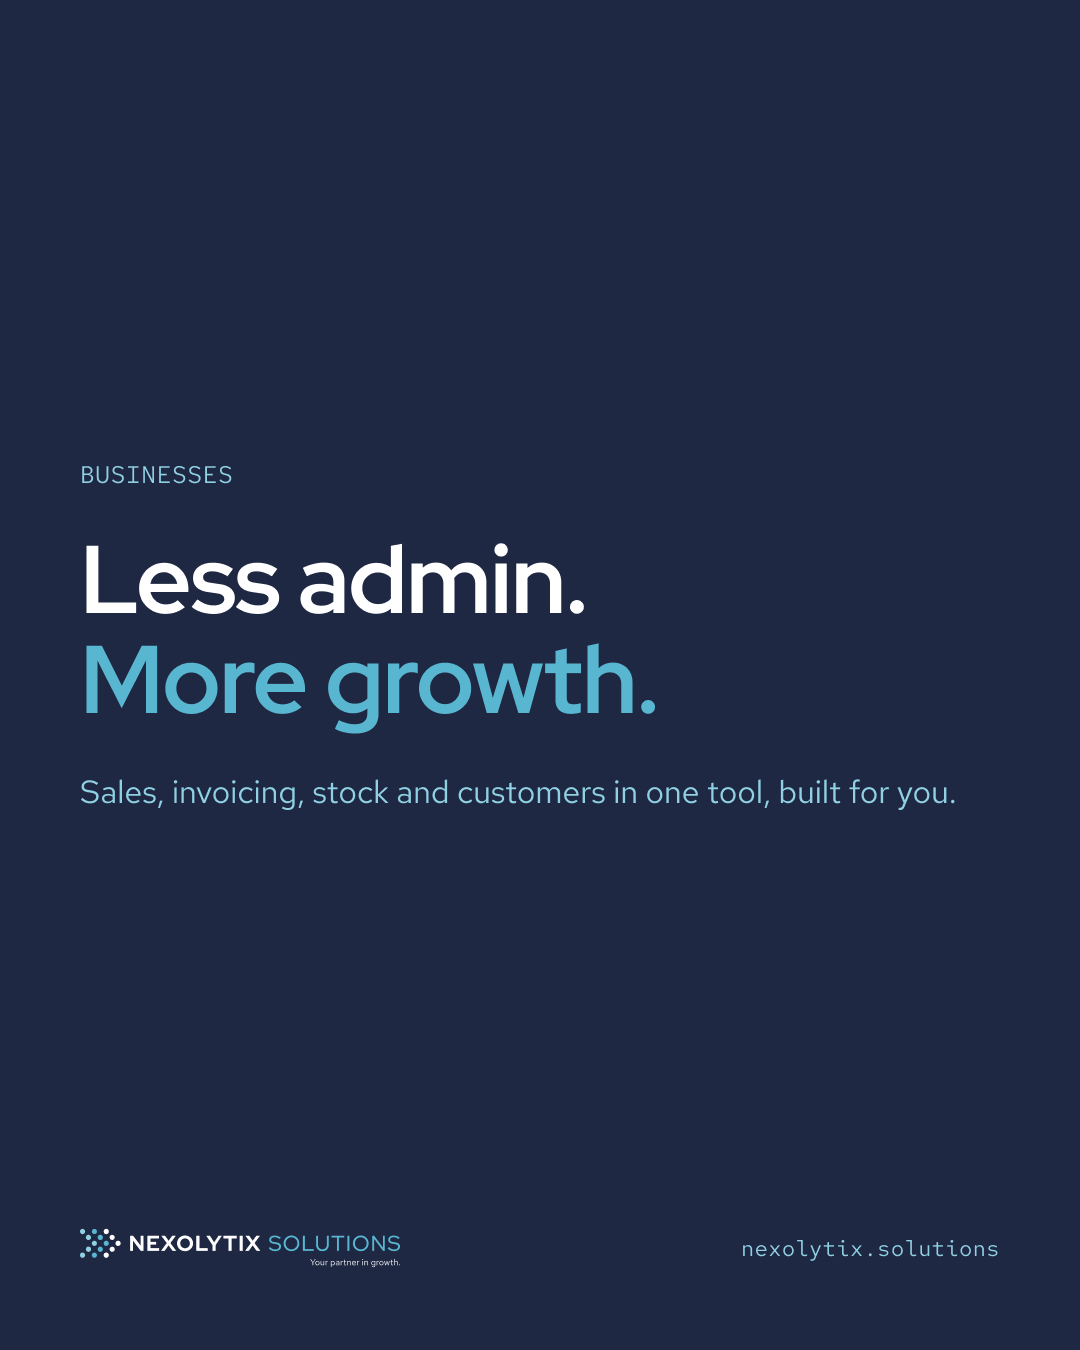 BUSINESSES
Less admin.
More growth.
Sales, invoicing, stock and customers in one tool, built for you.
NEXOLYTIX SOLUTIONS
Your partner in growth.
nexolytix.solutions